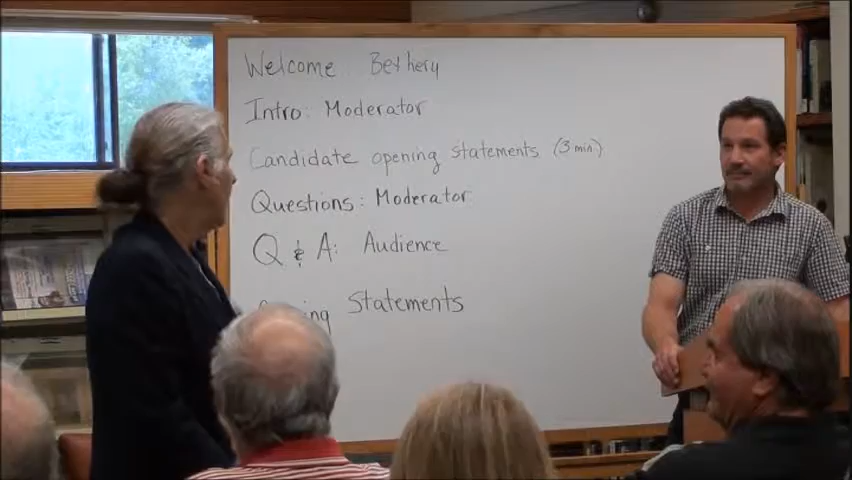 Welcome Bethery
Intro: Moderator
Candidate opening statements (3 min.)
Questions: Moderator
Q & A: Audience
Statements